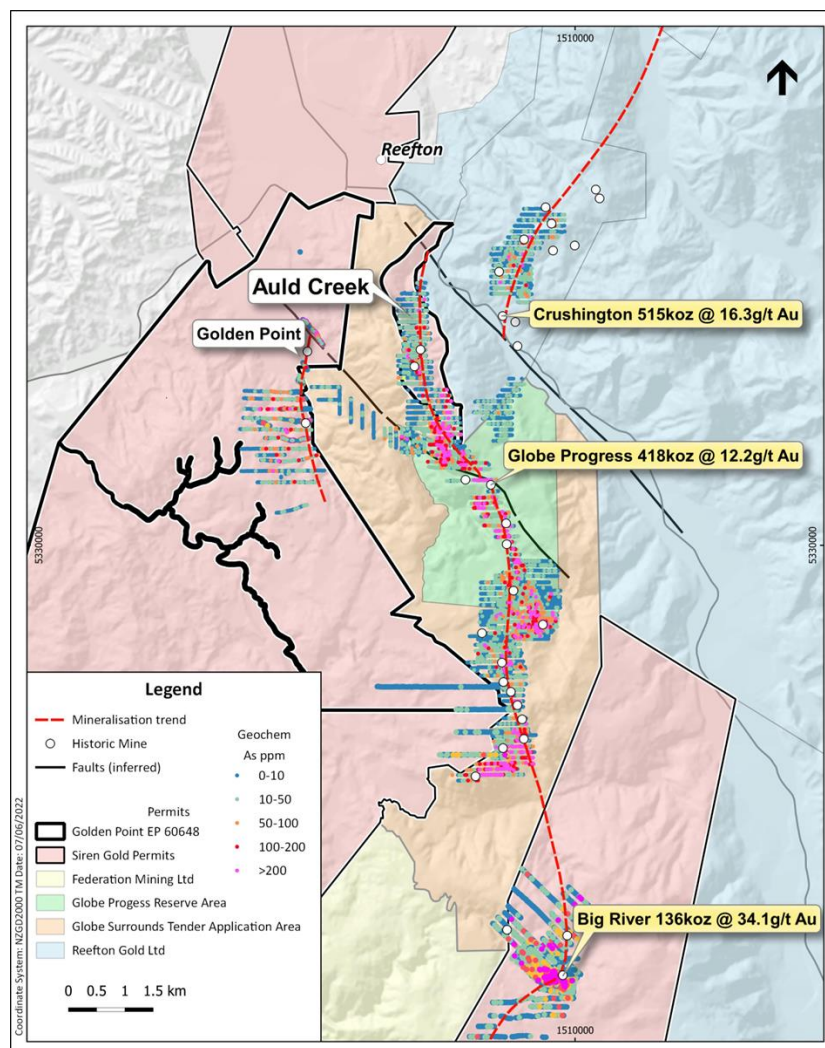 1510000
Reefton
Auld Creek
Golden Point
Crushington 515koz @ 16.3g/t Au
Globe Progress 418koz @ 12.2g/t Au
5330000
5330000
Legend
Mineralisation trend
Historic Mine
Faults (inferred)
Geochem
As ppm
0-10
10-50
50-100
100-200
>200
Permits
Golden Point EP 60648
Siren Gold Permits
Federation Mining Ltd
Globe Progess Reserve Area
Globe Surrounds Tender Application Area
Reefton Gold Ltd
0 0.5 1 1.5 km
Coordinate System: NZGD2000 TM Date: 07/06/2022
Big River 136koz @ 34.1g/t Au
1510000